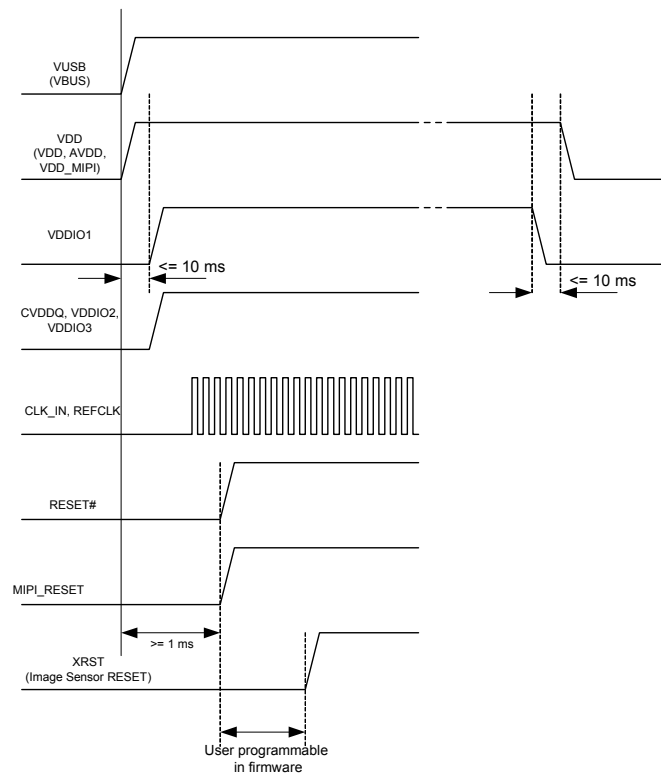 VUSB
(VBUS)
VDD
(VDD, AVDD,
VDD_MIPI)
VDDIO1
<= 10 ms
<= 10 ms
CVDDQ, VDDIO2,
VDDIO3
CLK_IN, REFCLK
RESET#
MIPI_RESET
>= 1 ms
XRST
(Image Sensor RESET)
User programmable
in firmware